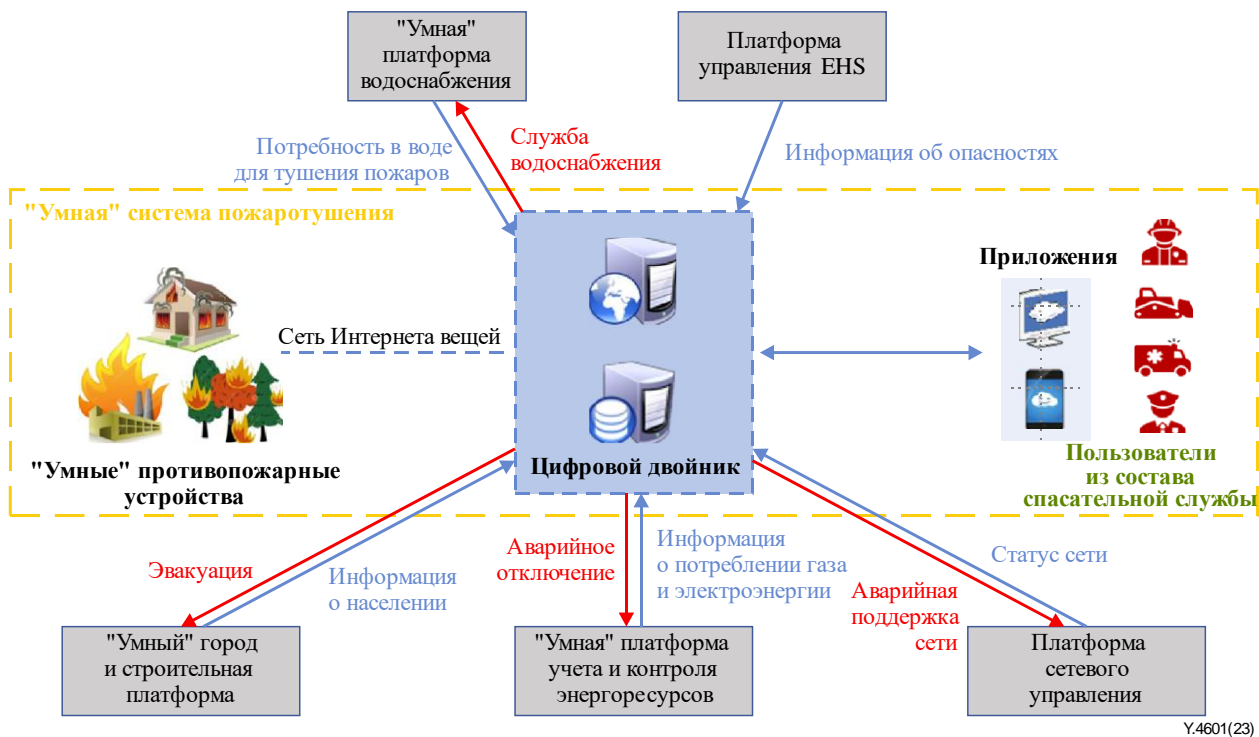 "Умная"
платформа
водоснабжения
Платформа
управления EHS
Потребность в воде
для тушения пожаров
Служба
водоснабжения
Информация об опасностях
"Умная" система пожаротушения
Приложения
Сеть Интернета вещей
"Умные" противопожарные
устройства
Цифровой двойник
Пользователи
из состава
спасательной службы
Эвакуация
Информация
о населении
Аварийное
отключение
Информация
о потреблении газа
и электроэнергии
Статус сети
Аварийная
поддержка
сети
"Умный" город
и строительная
платформа
"Умная" платформа
учета и контроля
энергоресурсов
Платформа
сетевого
управления
Y.4601(23)